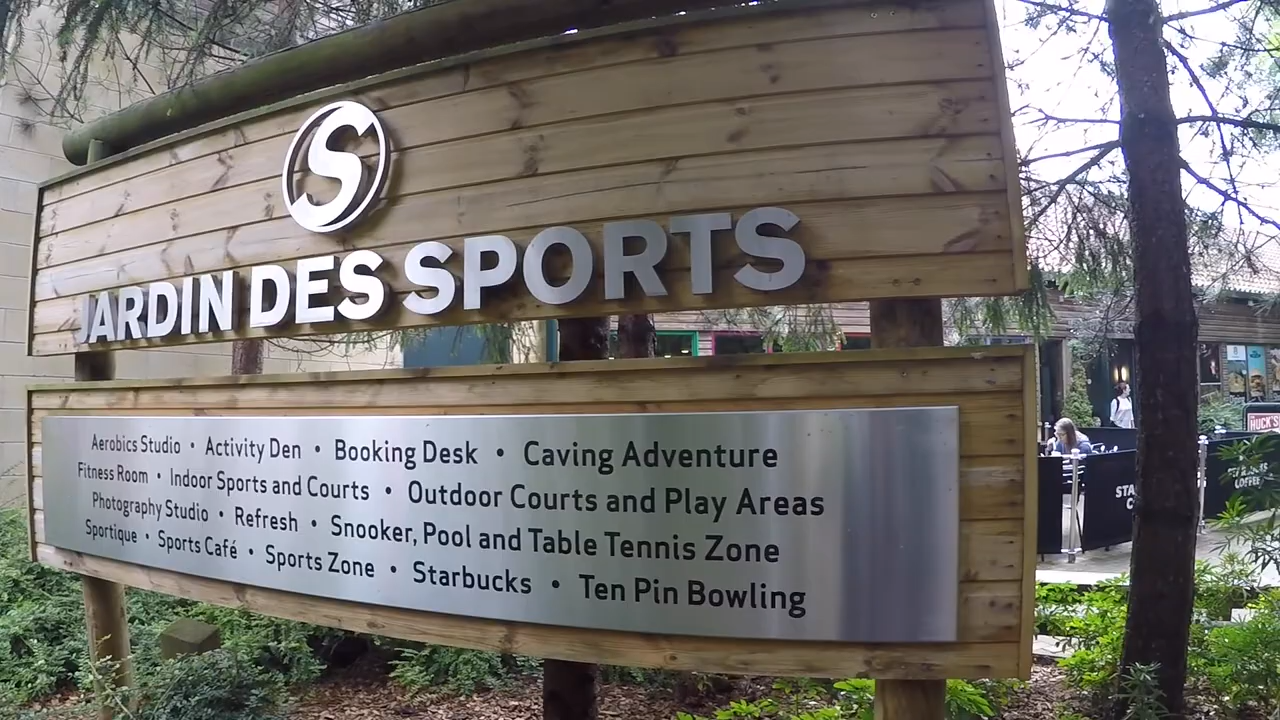 S
JARDIN DES SPORTS
Aerobics Studio • Activity Den • Booking Desk • Caving Adventure
Fitness Room • Indoor Sports and Courts • Outdoor Courts and Play Areas
Photography Studio • Refresh • Snooker, Pool and Table Tennis Zone
Sportique • Sports Café • Sports Zone • Starbucks • Ten Pin Bowling
HUCK'S
COFFEE